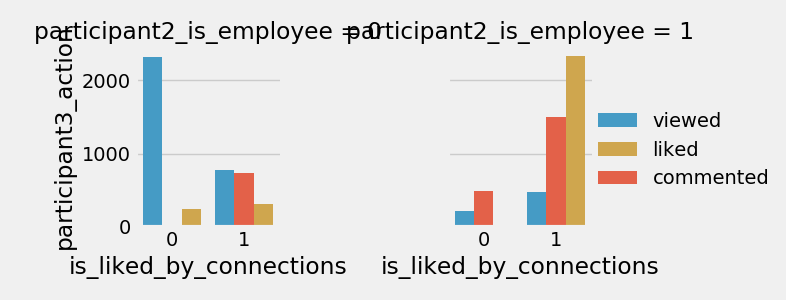 participant2_is_employee = 0
participant2_is_employee = 1
participant3_action
2000
1000
0
0 1
is_liked_by_connections
0 1
is_liked_by_connections
viewed
liked
commented